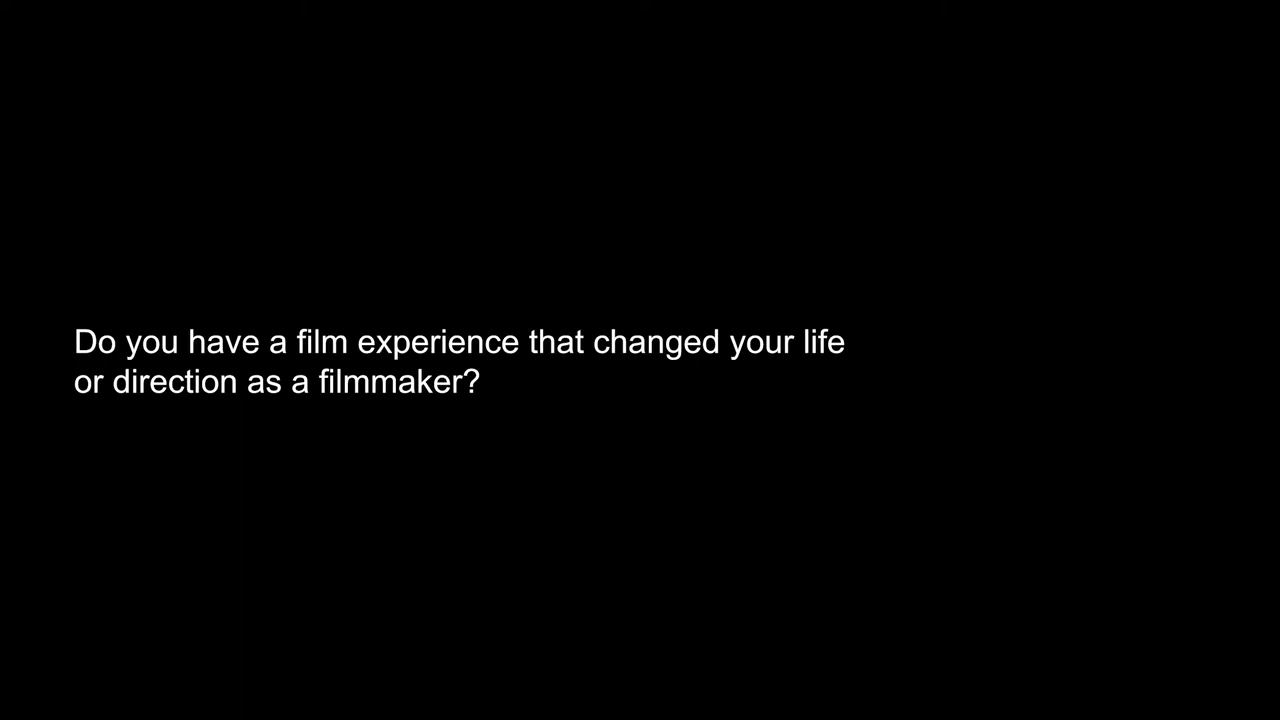 Do you have a film experience that changed your life
or direction as a filmmaker?